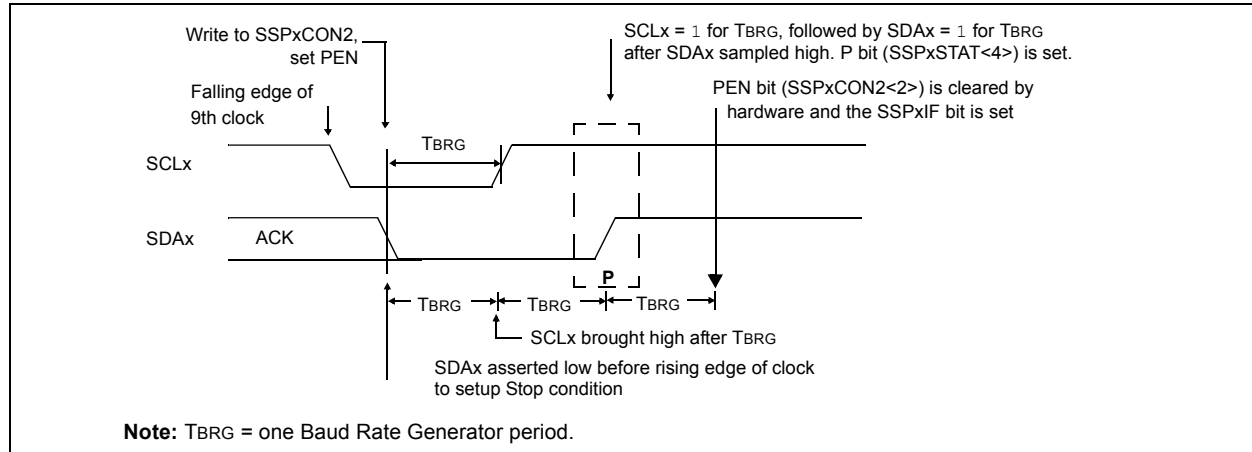 Write to SSPxCON2,
set PEN
SCLx = 1 for TBRG, followed by SDAx = 1 for TBRG
after SDAx sampled high. P bit (SSPxSTAT<4>) is set.
Falling edge of
9th clock
PEN bit (SSPxCON2<2>) is cleared by
hardware and the SSPxIF bit is set
TBRG
SCLx
SDAx
ACK
P
TBRG
TBRG
TBRG
SCLx brought high after TBRG
SDAx asserted low before rising edge of clock
to setup Stop condition
Note: TBRG = one Baud Rate Generator period.